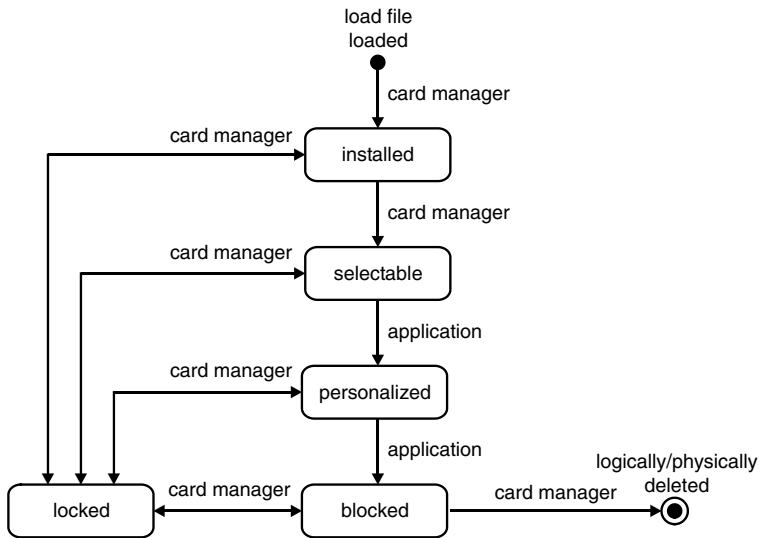 load file
loaded
card manager
card manager
installed
card manager
card manager
selectable
application
card manager
personalized
application
logically/physically
deleted
card manager
card manager
locked
blocked